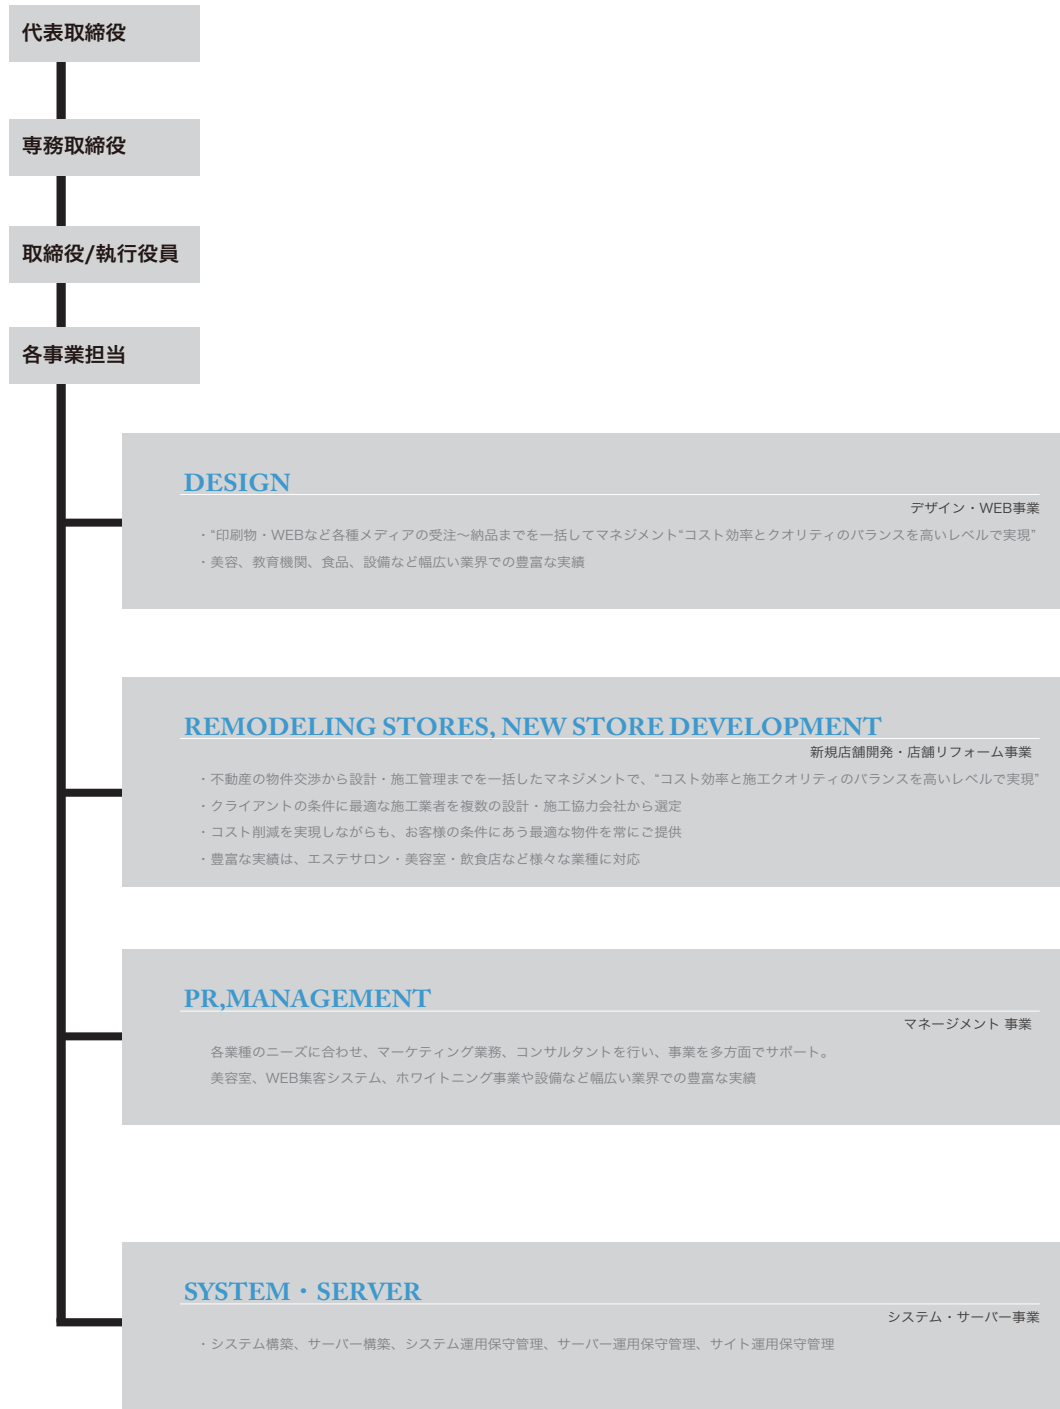 代表取締役
専務取締役
取締役/執行役員
各事業担当
DESIGN
デザイン・WEB事業
・“印刷物・WEBなど各種メディアの受注〜納品までを一括してマネジメント“コスト効率とクオリティのバランスを高いレベルで実現”
・美容、教育機関、食品、設備など幅広い業界での豊富な実績
REMODELING STORES, NEW STORE DEVELOPMENT
新規店舗開発・店舗リフォーム事業
・不動産の物件交渉から設計・施工管理までを一括したマネジメントで、“コスト効率と施工クオリティのバランスを高いレベルで実現”
・クライアントの条件に最適な施工業者を複数の設計・施工協力会社から選定
・コスト削減を実現しながらも、お客様の条件にあう最適な物件を常にご提供
・豊富な実績は、エステサロン・美容室・飲食店など様々な業種に対応
PR,MANAGEMENT
マネージメント 事業
各業種のニーズに合わせ、マーケティング業務、コンサルタントを行い、事業を多方面でサポート。
美容室、WEB集客システム、ホワイトニング事業や設備など幅広い業界での豊富な実績
SYSTEM・SERVER
システム・サーバー事業
・システム構築、サーバー構築、システム運用保守管理、サーバー運用保守管理、サイト運用保守管理